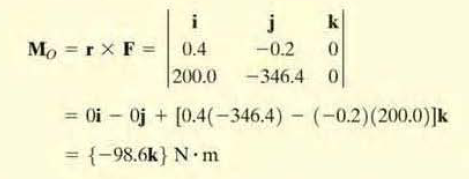 i j k
M_O = r × F = | 0.4 −0.2 0 |
200.0 −346.4 0
= 0i − 0j + [0.4(−346.4) − (−0.2)(200.0)]k
= {−98.6k} N·m